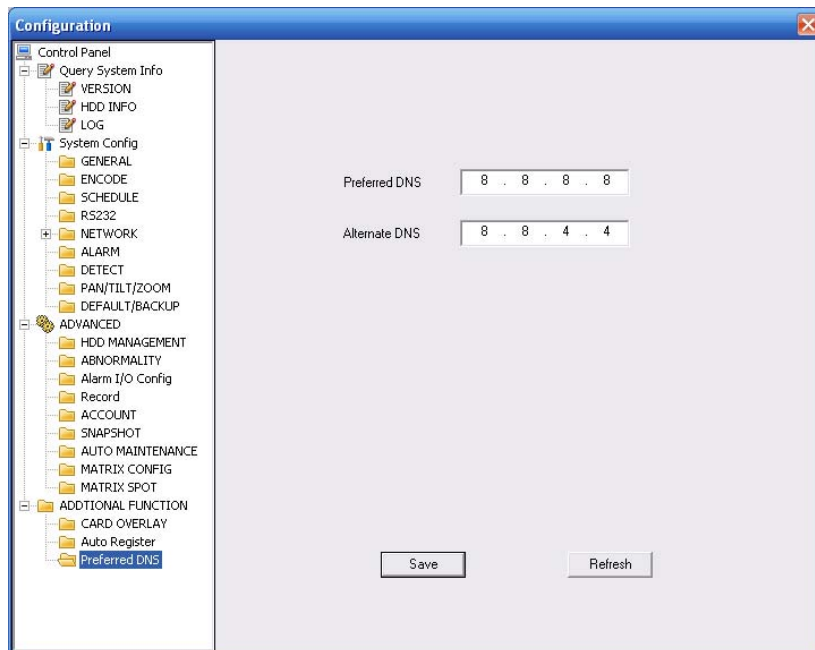 Configuration
Control Panel
Query System Info
VERSION
HDD INFO
LOG
System Config
GENERAL
ENCODE
SCHEDULE
RS232
NETWORK
ALARM
DETECT
PAN/TILT/ZOOM
DEFAULT/BACKUP
ADVANCED
HDD MANAGEMENT
ABNORMALITY
Alarm I/O Config
Record
ACCOUNT
SNAPSHOT
AUTO MAINTENANCE
MATRIX CONFIG
MATRIX SPOT
ADDTIONAL FUNCTION
CARD OVERLAY
Auto Register
Preferred DNS
Preferred DNS 8 . 8 . 8 . 8
Alternate DNS 8 . 8 . 4 . 4
Save Refresh